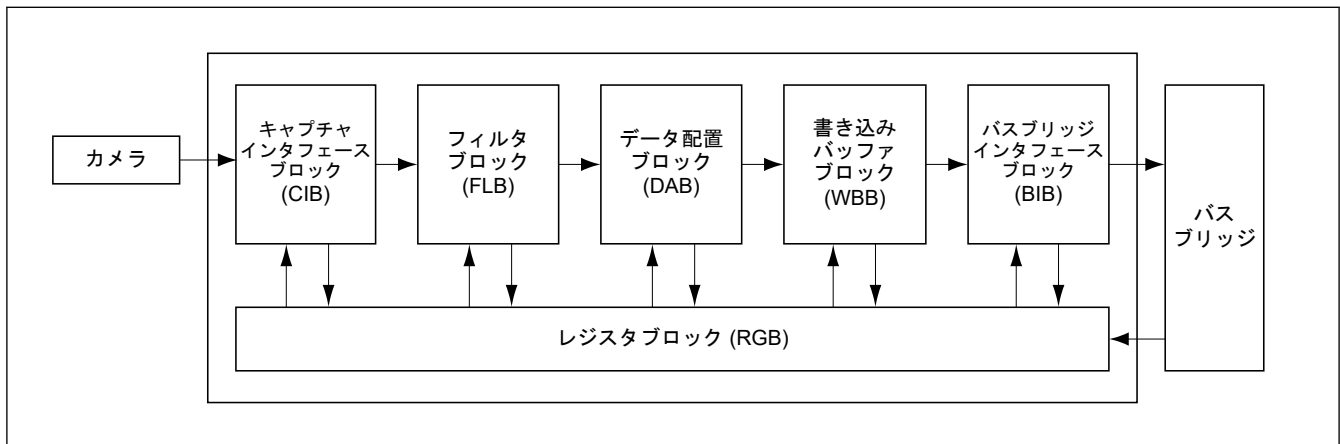 カメラ
キャプチャ
インタフェース
ブロック
(CIB)
フィルタ
ブロック
(FLB)
データ配置
ブロック
(DAB)
書き込み
バッファ
ブロック
(WBB)
バスブリッジ
インタフェース
ブロック
(BIB)
バス
ブリッジ
レジスタブロック (RGB)